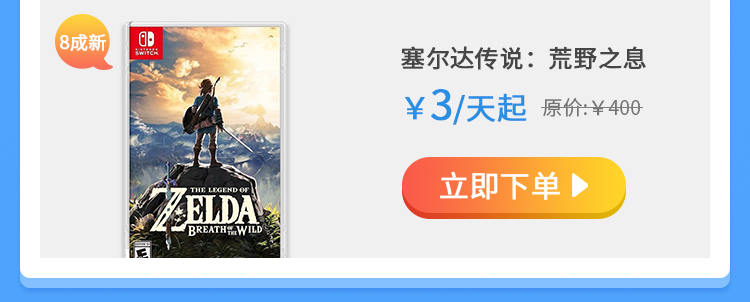 8成新
NINTENDO
SWITCH
THE LEGEND OF
ZELDA
BREATH OF THE WILD
E
塞尔达传说：荒野之息
￥3/天起 原价:￥400
立即下单